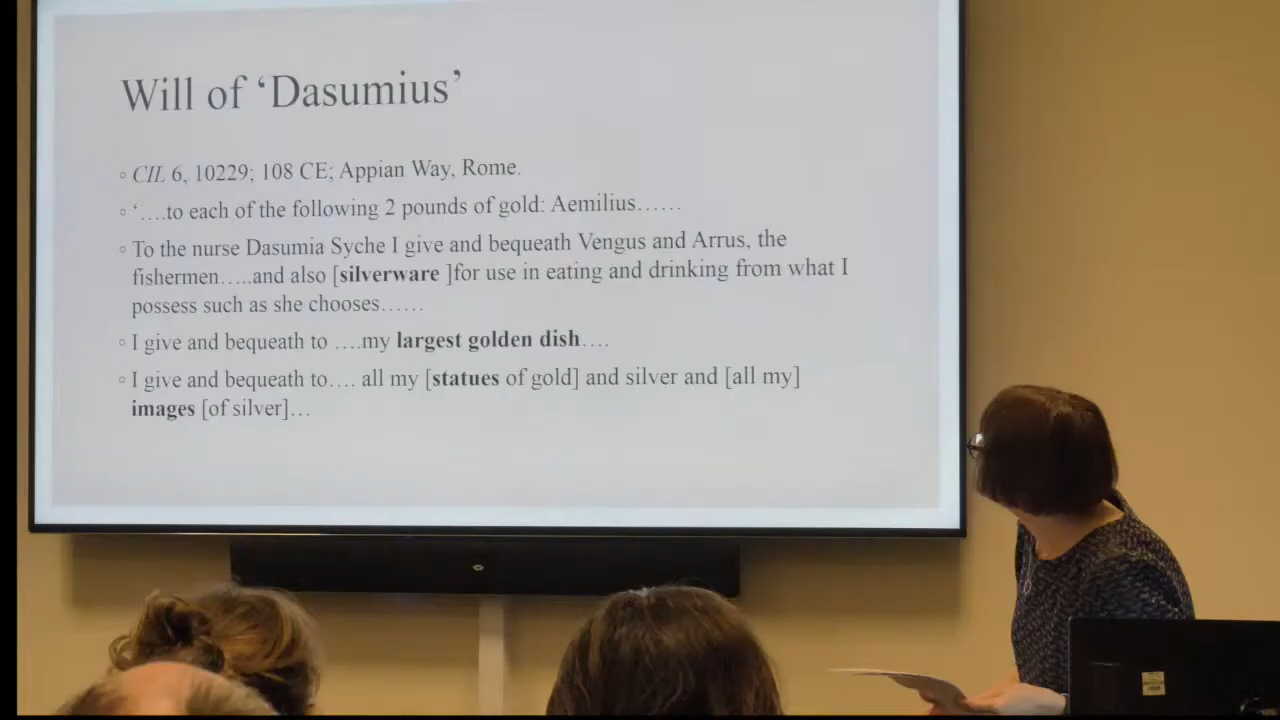 Will of ‘Dasumius’
◦ CIL 6, 10229; 108 CE; Appian Way, Rome.
◦ ‘….to each of the following 2 pounds of gold: Aemilius……
◦ To the nurse Dasumia Syche I give and bequeath Vengus and Arrus, the
fishermen…..and also [silverware ]for use in eating and drinking from what I
possess such as she chooses……
◦ I give and bequeath to ….my largest golden dish….
◦ I give and bequeath to…. all my [statues of gold] and silver and [all my]
images [of silver]…